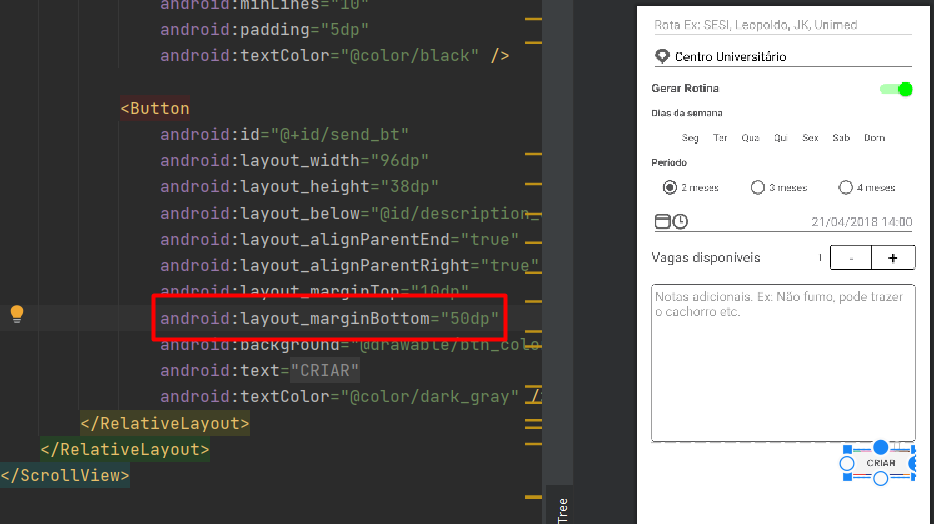 android:minLines="10"
android:padding="5dp"
android:textColor="@color/black" />
<Button
android:id="@+id/send_bt"
android:layout_width="96dp"
android:layout_height="38dp"
android:layout_below="@id/description_
android:layout_alignParentEnd="true"
android:layout_alignParentRight="true"
android:layout_marginTop="10dp"
android:layout_marginBottom="50dp"
android:background="@drawable/btn_colo
android:text="CRIAR"
android:textColor="@color/dark_gray" />
</RelativeLayout>
</RelativeLayout>
</ScrollView>
Tree
Rota Ex: SESI, Leopoldo, JK, Unimed
Centro Universitário
Gerar Rotina
Dias da semana
Seg Ter Qua Qui Sex Sab Dom
Período
2 meses 3 meses 4 meses
21/04/2018 14:00
Vagas disponíveis 1 - +
Notas adicionais. Ex: Não fumo, pode trazer
o cachorro etc.
CRIAR